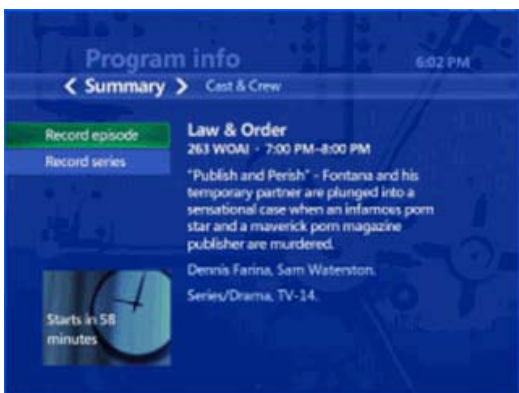 Program info
6:02 PM
< Summary > Cast & Crew
Record episode
Record series
Law & Order
263 WOAI - 7:00 PM-8:00 PM
"Publish and Perish" - Fontana and his
temporary partner are plunged into a
sensational case when an infamous porn
star and a maverick porn magazine
publisher are murdered.
Dennis Farina, Sam Waterston.
Series/Drama, TV-14.
Starts in 58
minutes